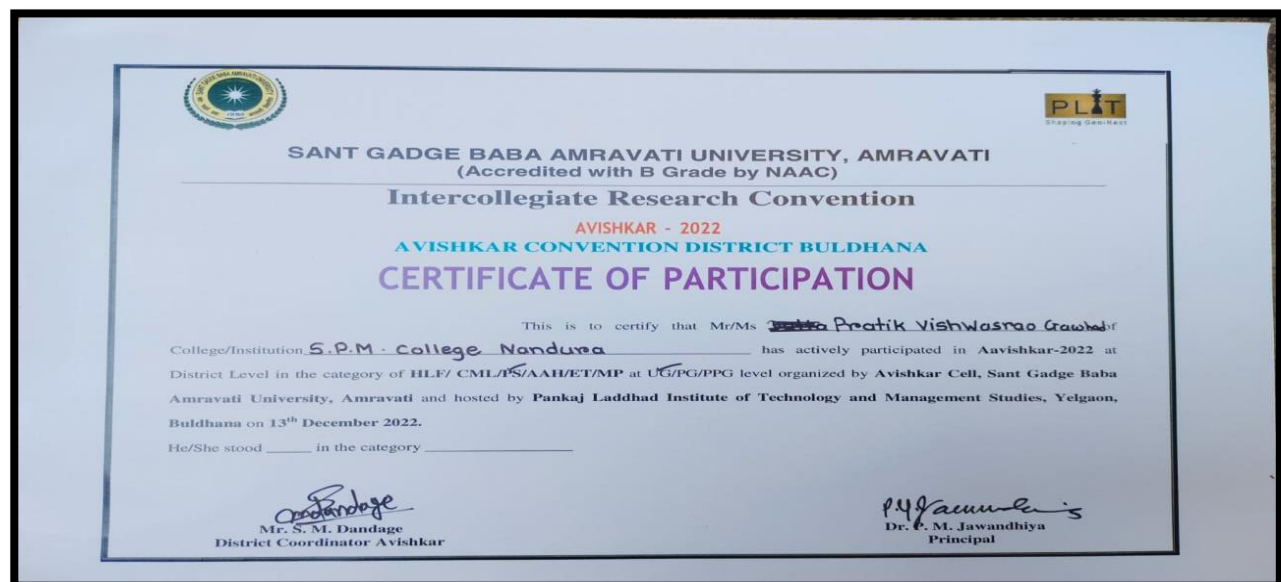 PLIT
Shaping Gen-Next
SANT GADGE BABA AMRAVATI UNIVERSITY, AMRAVATI
(Accredited with B Grade by NAAC)
Intercollegiate Research Convention
AVISHKAR - 2022
AVISHKAR CONVENTION DISTRICT BULDHANA
CERTIFICATE OF PARTICIPATION
This is to certify that Mr/Ms Pratik Vishwasrao of
College/Institution S.P.M. College Nandura has actively participated in Aavishkar-2022 at
District Level in the category of HLF/ CML/PS/AAH/ET/MP at UG/PG/PPG level organized by Avishkar Cell, Sant Gadge Baba
Amravati University, Amravati and hosted by Pankaj Laddhad Institute of Technology and Management Studies, Yelgaon,
Buldhana on 13th December 2022.
He/She stood _____ in the category _______________
Mr. S. M. Dandage
District Coordinator Avishkar
Dr. P. M. Jawandhiya
Principal